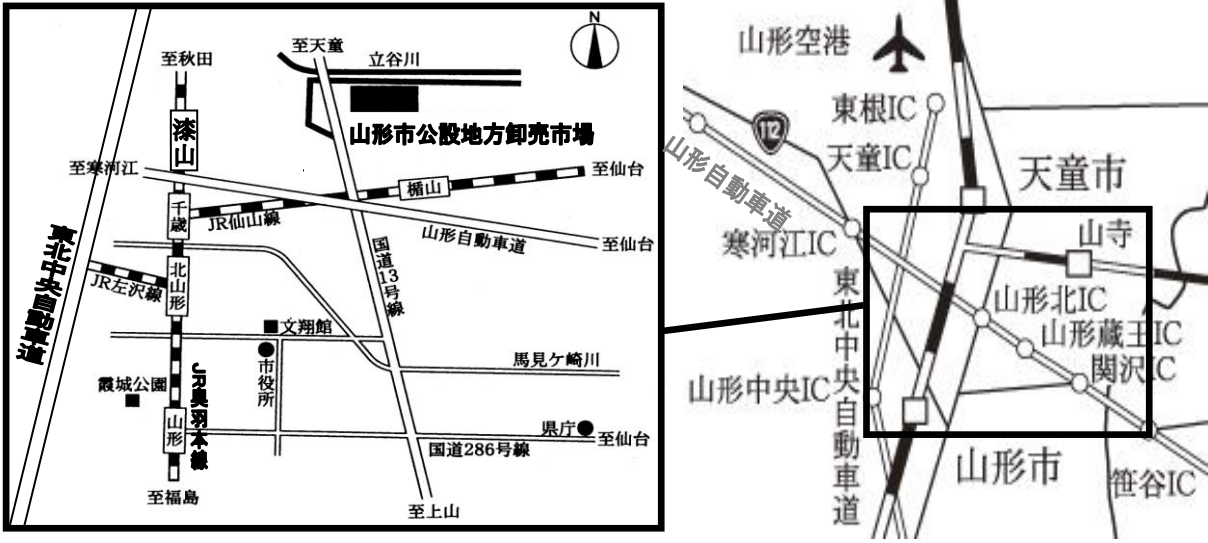 N
至秋田
至天童
立谷川
漆山
山形市公設地方卸売市場
至寒河江
至仙台
楯山
千歳
JR仙山線
山形自動車道
至仙台
国道13号線
東北中央自動車道
JR左沢線
北山形
文翔館
市役所
馬見ケ崎川
霞城公園
JR奥羽本線
山形
県庁
至仙台
国道286号線
至福島
至上山
山形空港
東根IC
112
天童IC
天童市
山形自動車道
寒河江IC
山寺
東北中央自動車道
山形北IC
山形蔵王IC
関沢IC
山形中央IC
山形市
笹谷IC